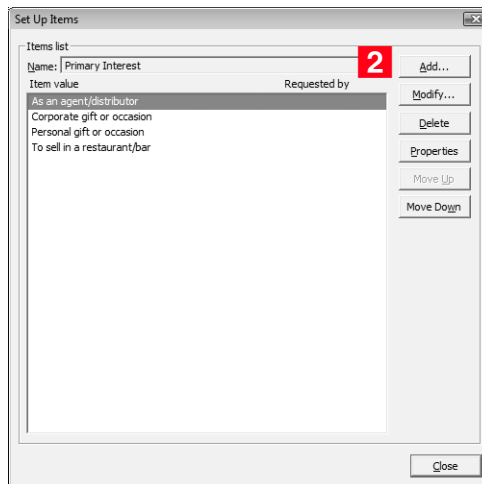 Set Up Items
Items list
Name: Primary Interest
2
Add...
Item value Requested by
Modify...
As an agent/distributor
Corporate gift or occasion
Delete
Personal gift or occasion
To sell in a restaurant/bar
Properties
Move Up
Move Down
Close